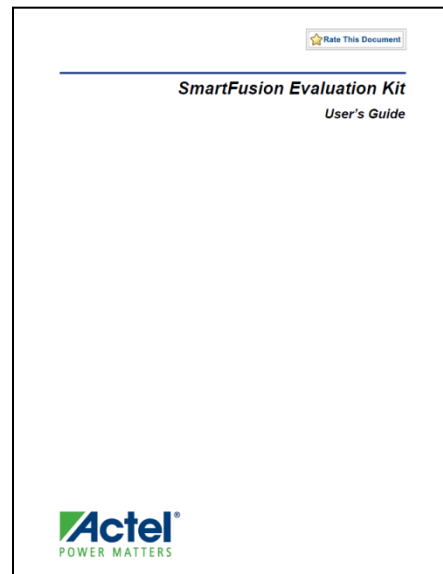 Rate This Document
SmartFusion Evaluation Kit
User's Guide
Actel®
POWER MATTERS